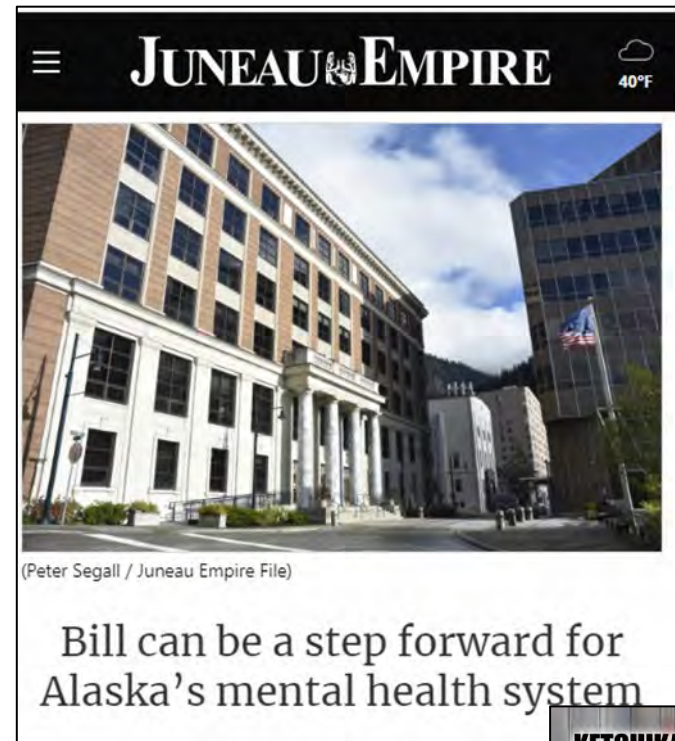 JUNEAU EMPIRE
40°F
(Peter Segall / Juneau Empire File)
Bill can be a step forward for
Alaska’s mental health system